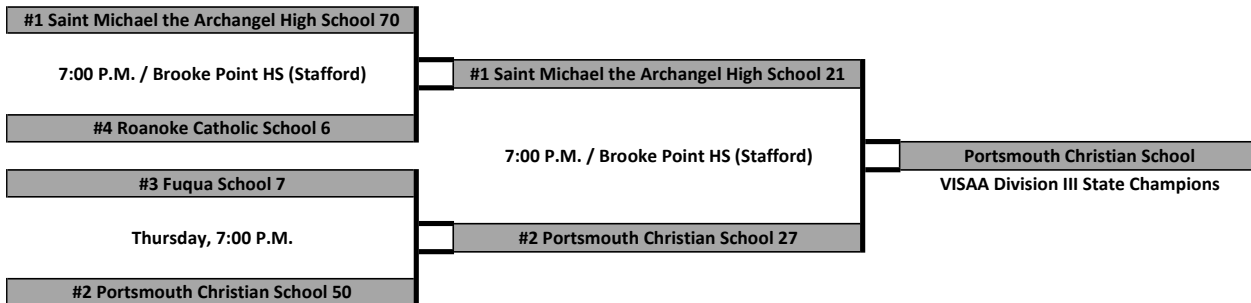 #1 Saint Michael the Archangel High School 70
7:00 P.M. / Brooke Point HS (Stafford)
#4 Roanoke Catholic School 6
#3 Fuqua School 7
Thursday, 7:00 P.M.
#2 Portsmouth Christian School 50
#1 Saint Michael the Archangel High School 21
7:00 P.M. / Brooke Point HS (Stafford)
#2 Portsmouth Christian School 27
Portsmouth Christian School
VISAA Division III State Champions